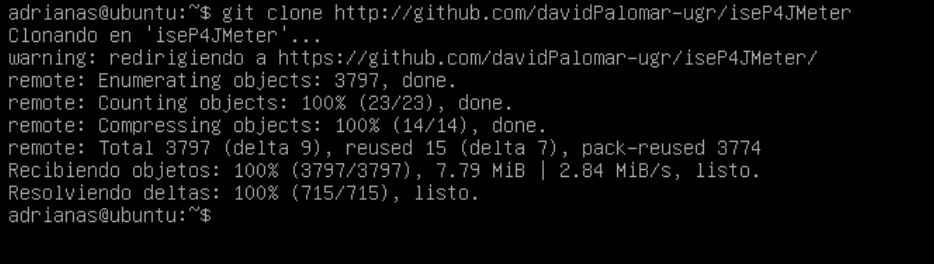 adrianas@ubuntu:~$ git clone http://github.com/davidPalomar-ugr/iseP4JMeter
Clonando en 'iseP4JMeter'...
warning: redirigiendo a https://github.com/davidPalomar-ugr/iseP4JMeter/
remote: Enumerating objects: 3797, done.
remote: Counting objects: 100% (23/23), done.
remote: Compressing objects: 100% (14/14), done.
remote: Total 3797 (delta 9), reused 15 (delta 7), pack-reused 3774
Recibiendo objetos: 100% (3797/3797), 7.79 MiB | 2.84 MiB/s, listo.
Resolviendo deltas: 100% (715/715), listo.
adrianas@ubuntu:~$